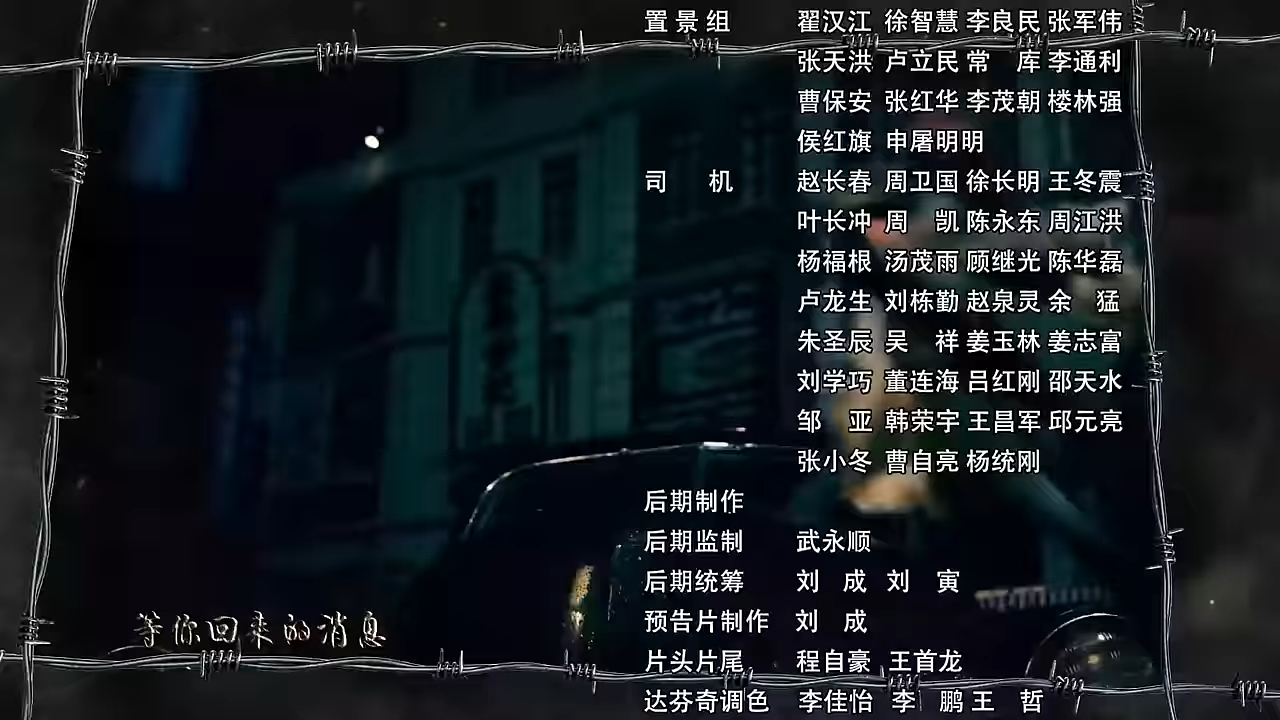 置景组 翟汉江 徐智慧 李良民 张军伟
张天洪 卢立民 常 库 李通利
曹保安 张红华 李茂朝 楼林强
侯红旗 申屠明明
司 机 赵长春 周卫国 徐长明 王冬震
叶长冲 周 凯 陈永东 周江洪
杨福根 汤茂雨 顾继光 陈华磊
卢龙生 刘栋勤 赵泉灵 余 猛
朱圣辰 吴 祥 姜玉林 姜志富
刘学巧 董连海 吕红刚 邵天水
邹 亚 韩荣宇 王昌军 邱元亮
张小冬 曹自亮 杨统刚
后期制作
后期监制 武永顺
后期统筹 刘 成 刘 寅
预告片制作 刘 成
片头片尾 程自豪 王首龙
达芬奇调色 李佳怡 李 鹏 王 哲
等你回来的消息